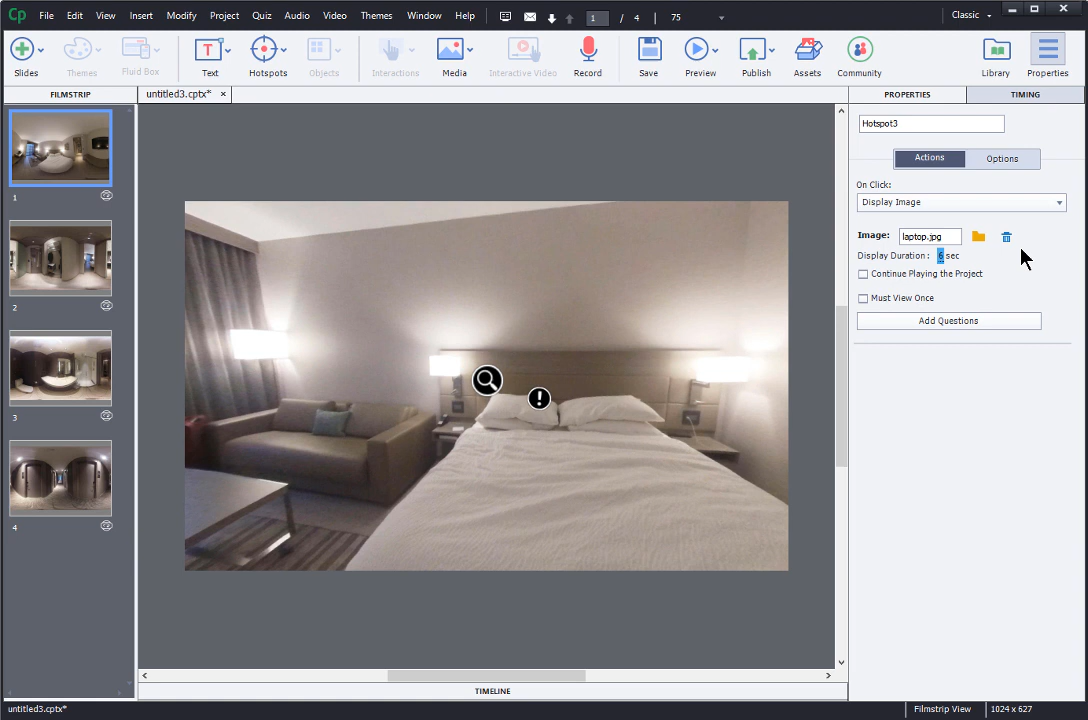 Cp File Edit View Insert Modify Project Quiz Audio Video Themes Window Help 1 / 4 75 Classic
Slides Themes Fluid Box Text Hotspots Objects Interactions Media Interactive Video Record Save Preview Publish Assets Community Library Properties
FILMSTRIP untitled3.cptx* × PROPERTIES TIMING
Hotspot3
Actions Options
On Click:
Display Image
Image: laptop.jpg
Display Duration : 6 sec
Continue Playing the Project
Must View Once
Add Questions
1
2
3
4
TIMELINE
untitled3.cptx* Filmstrip View 1024 x 627